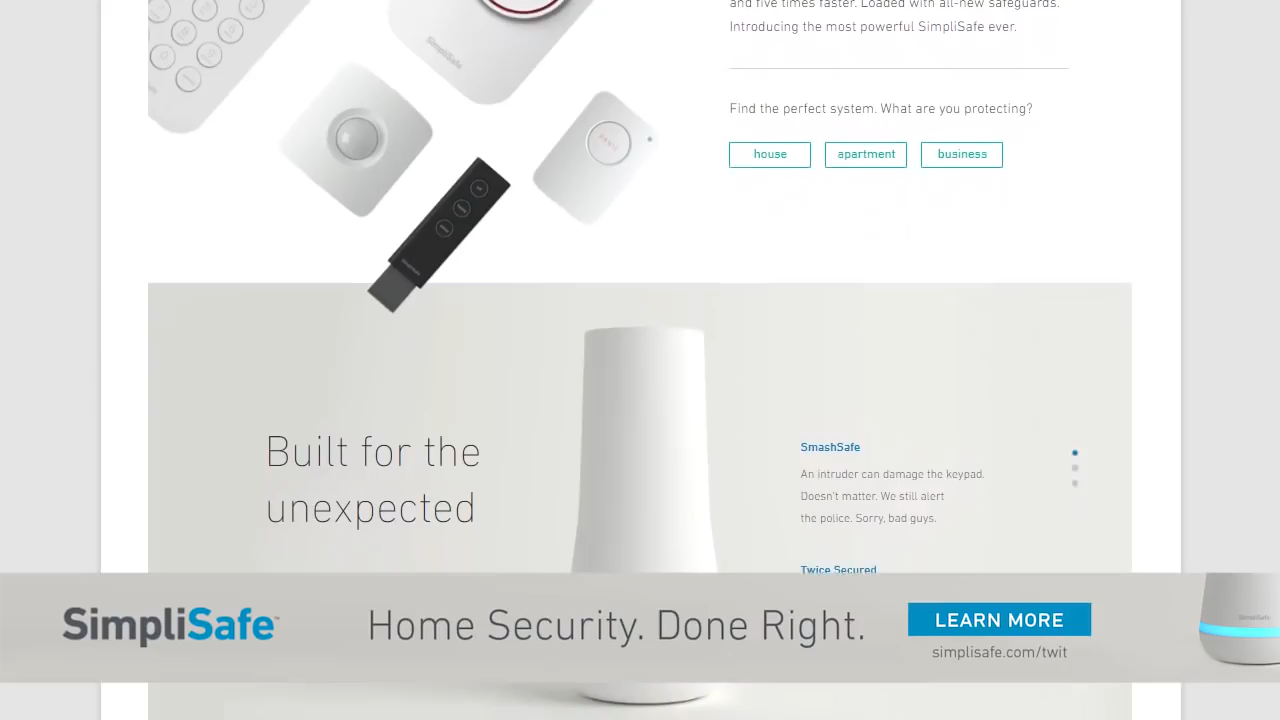 and five times faster. Loaded with all-new safeguards.
Introducing the most powerful SimpliSafe ever.
SimpliSafe
Find the perfect system. What are you protecting?
house
apartment
business
Built for the
unexpected
SmashSafe
An intruder can damage the keypad.
Doesn't matter. We still alert
the police. Sorry, bad guys.
Twice Secured
SimpliSafe
Home Security. Done Right.
LEARN MORE
simplisafe.com/twit
SimpliSafe